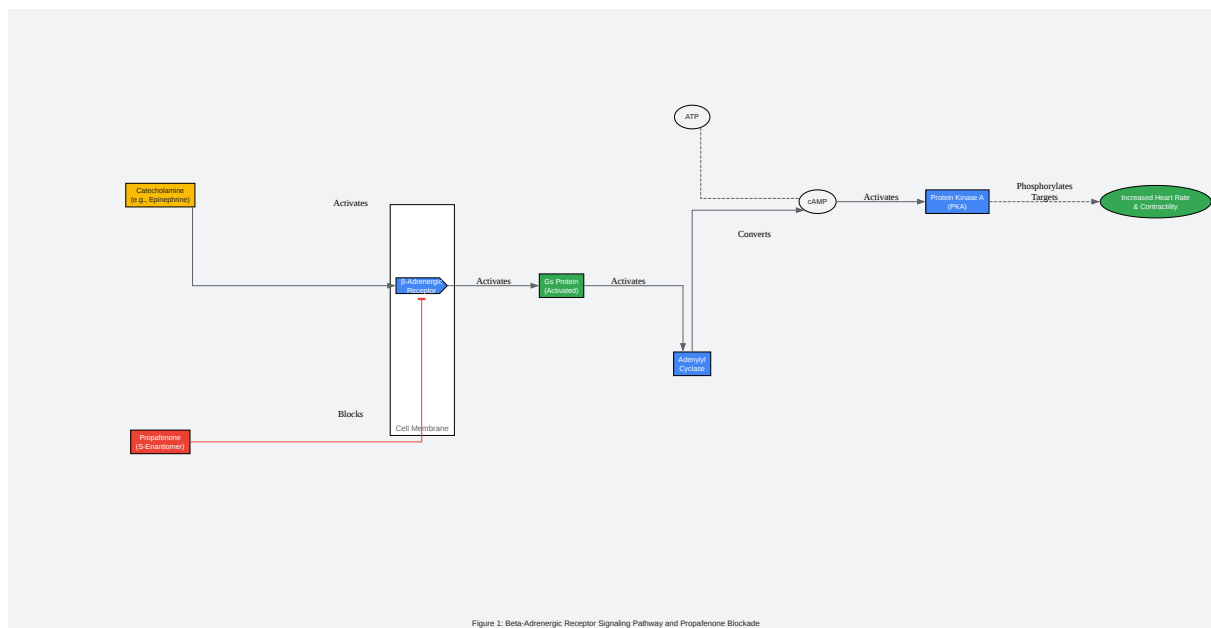 ATP
Catecholamine
(e.g., Epinephrine)
Activates
β-Adrenergic
Receptor
Activates
Gs Protein
(Activated)
Activates
Adenylyl
Cyclase
Converts
cAMP
Activates
Protein Kinase A
(PKA)
Phosphorylates
Targets
Increased Heart Rate
& Contractility
Blocks
Cell Membrane
Propafenone
(S-Enantiomer)
Figure 1: Beta-Adrenergic Receptor Signaling Pathway and Propafenone Blockade